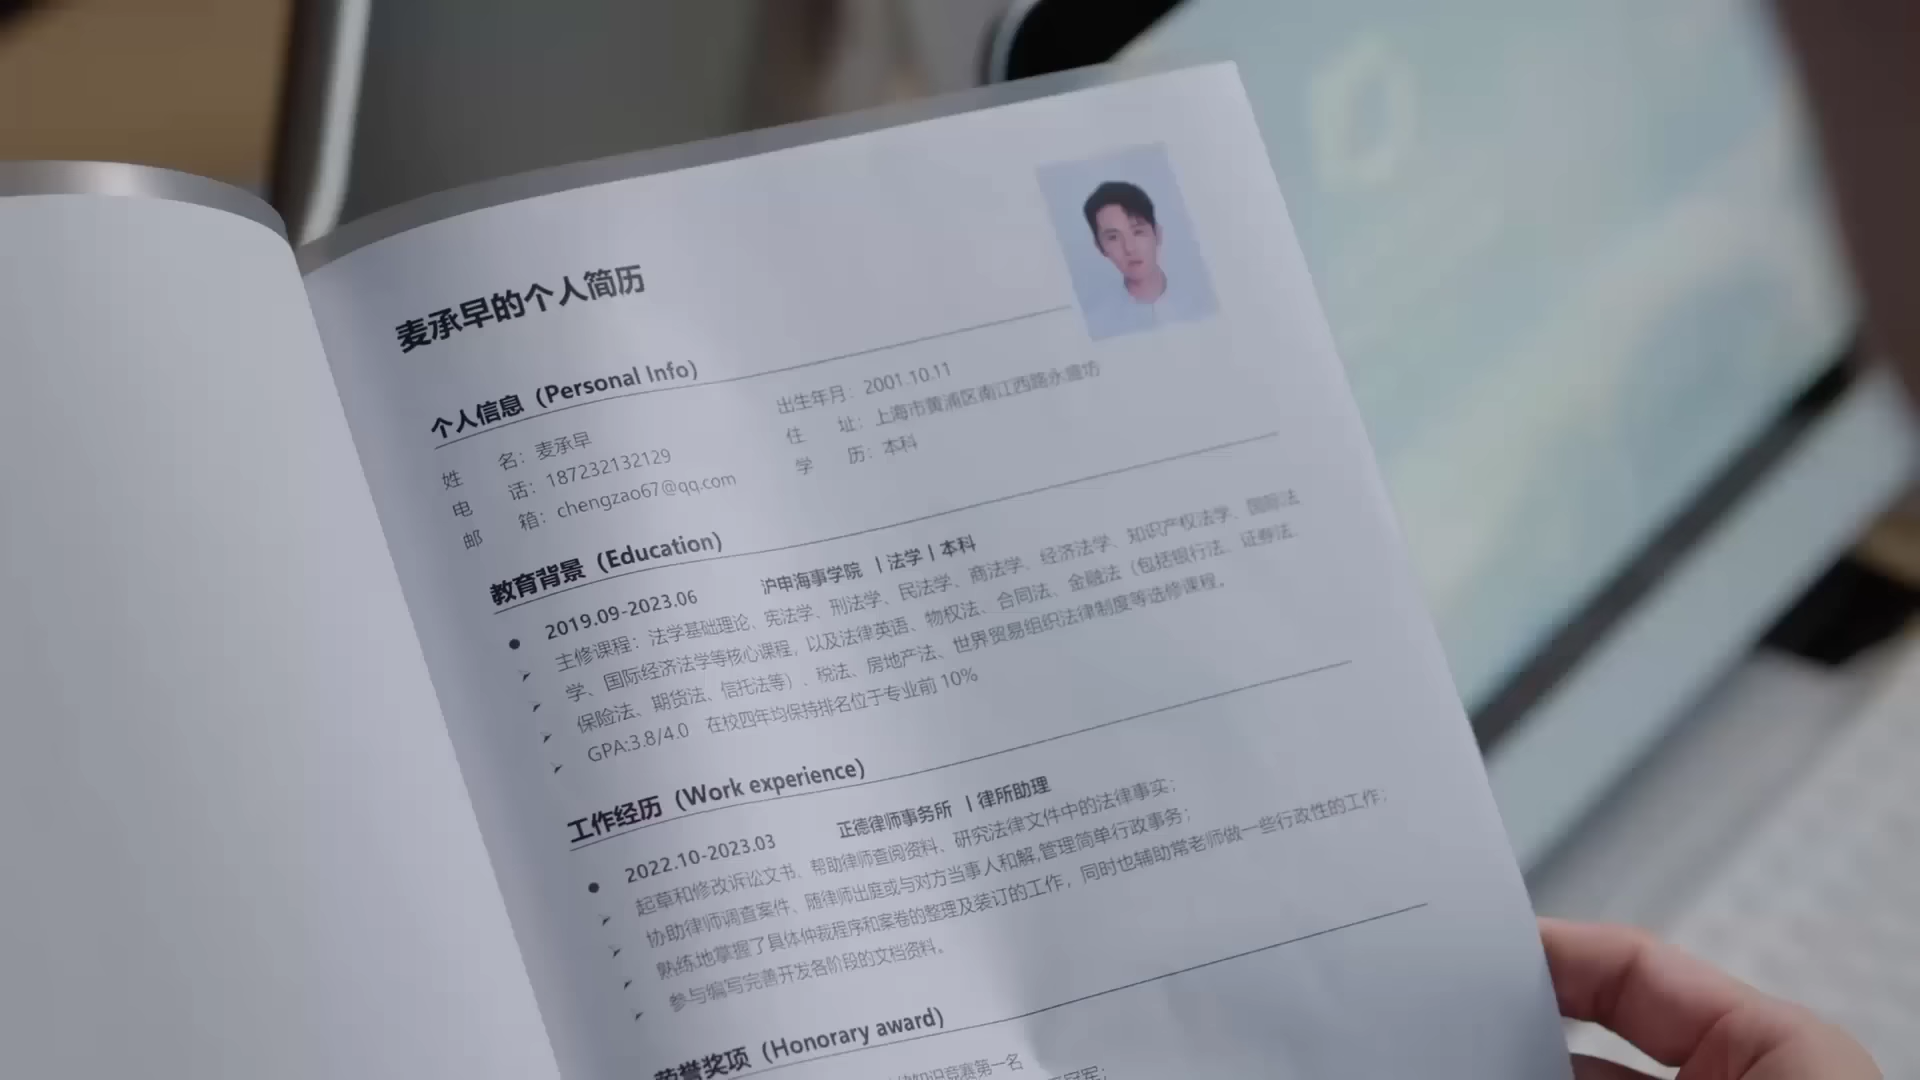 麦承早的个人简历
个人信息（Personal Info）
姓 名：麦承早
出生年月：2001.10.11
电 话：187232132129
住 址：上海市黄浦区南江西路永盛坊
邮 箱：chengzao67@qq.com
学 历：本科
教育背景（Education）
2019.09-2023.06 沪申海事学院 | 法学 | 本科
主修课程：法学基础理论、宪法学、刑法学、民法学、商法学、经济法学、知识产权法学、国际法
学、国际经济法学等核心课程，以及法律英语、物权法、合同法、金融法（包括银行法、证券法、
保险法、期货法、信托法等）、税法、房地产法、世界贸易组织法律制度等选修课程。
GPA:3.8/4.0 在校四年均保持排名位于专业前 10%
工作经历（Work experience）
2022.10-2023.03 正德律师事务所 | 律所助理
起草和修改诉讼文书、帮助律师查阅资料、研究法律文件中的法律事实；
协助律师调查案件、随律师出庭或与对方当事人和解,管理简单行政事务；
熟练地掌握了具体仲裁程序和案卷的整理及装订的工作，同时也辅助常老师做一些行政性的工作；
参与编写完善开发各阶段的文档资料。
荣誉奖项（Honorary award）
知识竞赛第一名
冠军；